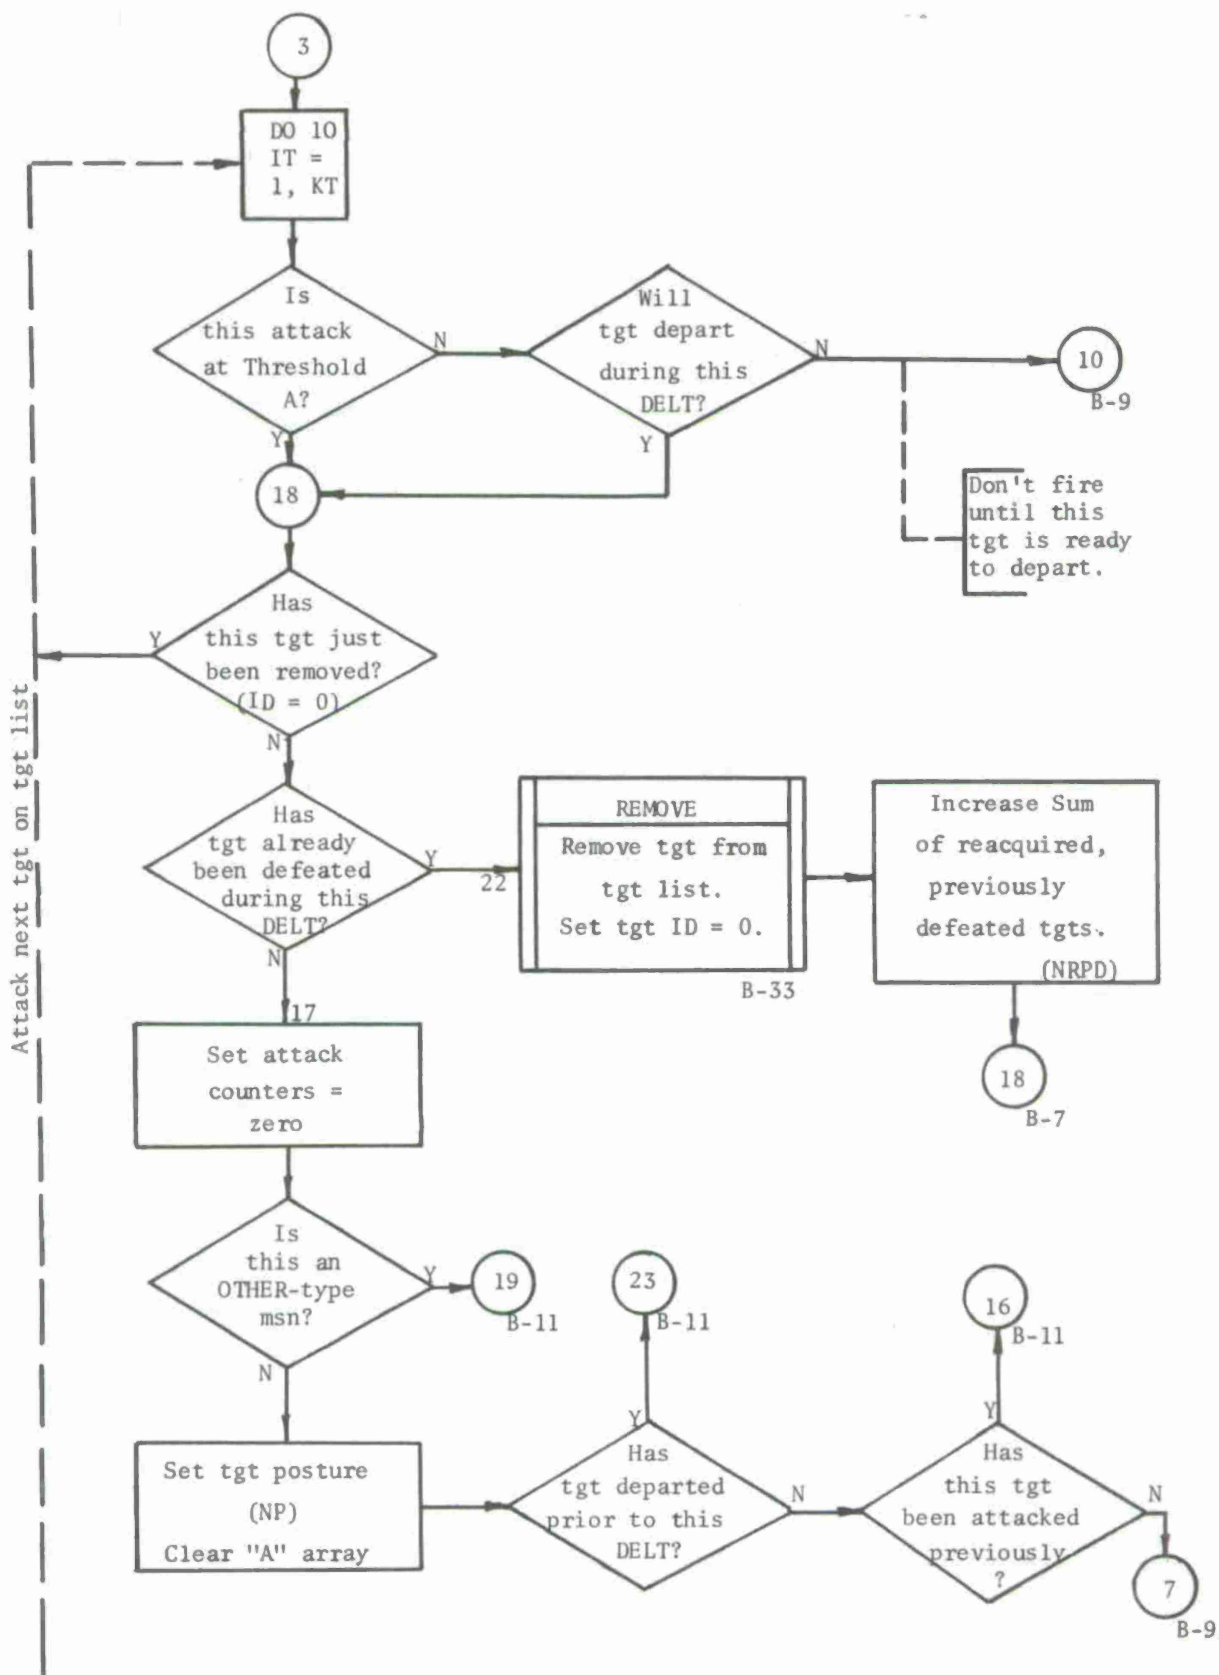 3
DO 10
IT =
1, KT
Is
this attack
at Threshold
A?
N
Y
Will
tgt depart
during this
DELT?
N
Y
10
B-9
Don't fire
until this
tgt is ready
to depart.
18
Has
this tgt just
been removed?
(ID = 0)
Y
N
Attack next tgt on tgt list
Has
tgt already
been defeated
during this
DELT?
Y
22
N
REMOVE
Remove tgt from
tgt list.
Set tgt ID = 0.
B-33
Increase Sum
of reacquired,
previously
defeated tgts.
(NRPD)
18
B-7
17
Set attack
counters =
zero
Is
this an
OTHER-type
msn?
Y
N
19
B-11
23
B-11
16
B-11
Set tgt posture
(NP)
Clear "A" array
Y
Has
tgt departed
prior to this
DELT?
N
Y
Has
this tgt
been attacked
previously
?
N
7
B-9